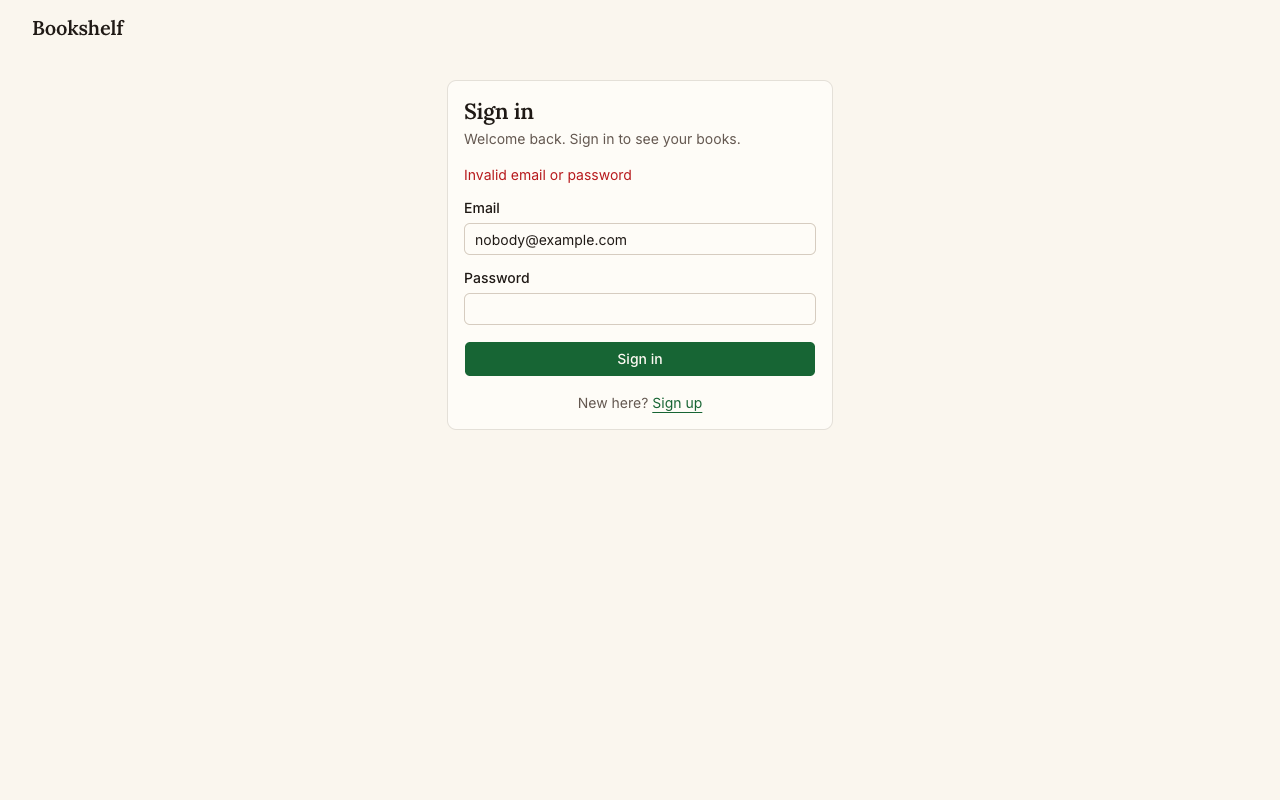 Bookshelf
Sign in
Welcome back. Sign in to see your books.
Invalid email or password
Email
nobody@example.com
Password
Sign in
New here? Sign up